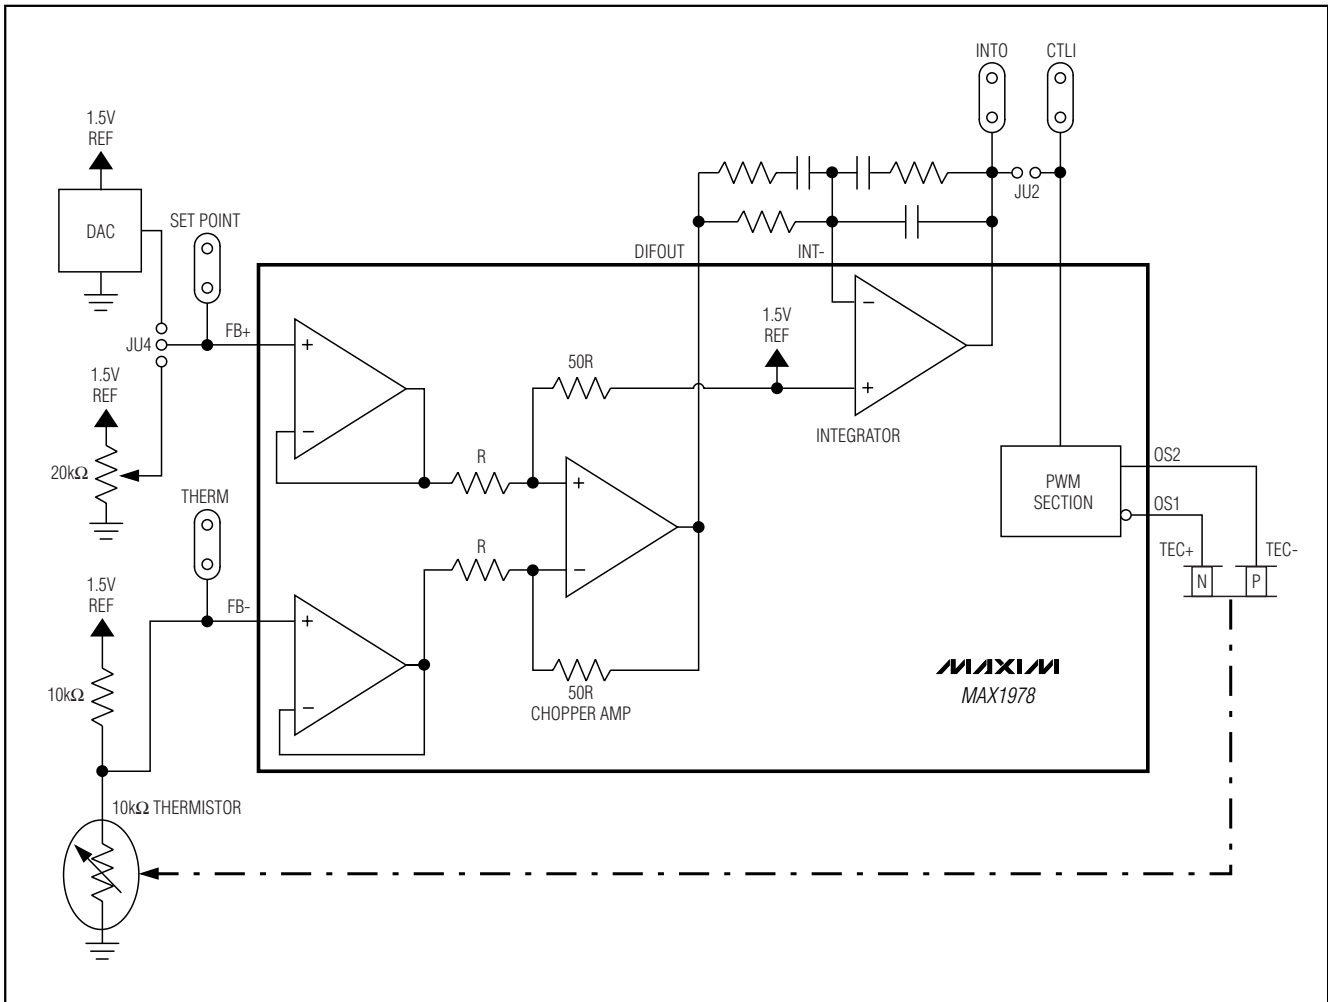 INTO
CTLI
1.5V
REF
DAC
SET POINT
JU2
DIFOUT
INT-
FB+
JU4
1.5V
REF
1.5V
REF
50R
INTEGRATOR
20kΩ
R
THERM
PWM
SECTION
OS2
OS1
R
TEC+
TEC-
N
P
1.5V
REF
FB-
MAXIM
MAX1978
10kΩ
50R
CHOPPER AMP
10kΩ THERMISTOR
+
−
+
−
+
−
−
+